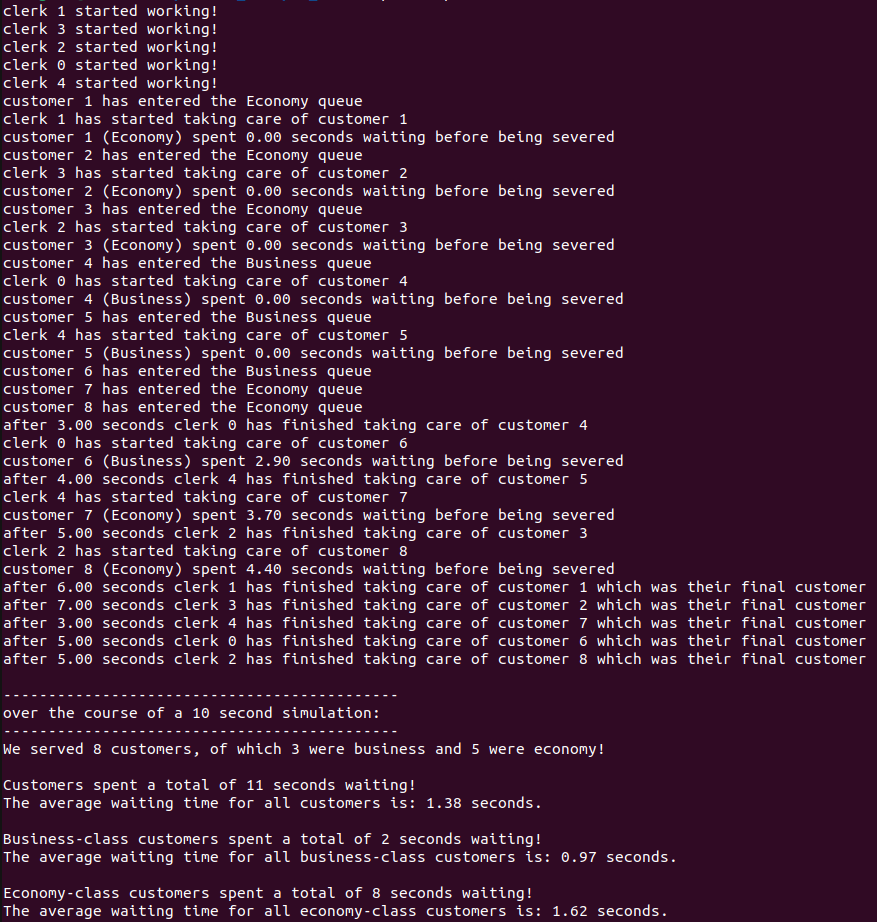 clerk 1 started working!
clerk 3 started working!
clerk 2 started working!
clerk 0 started working!
clerk 4 started working!
customer 1 has entered the Economy queue
clerk 1 has started taking care of customer 1
customer 1 (Economy) spent 0.00 seconds waiting before being severed
customer 2 has entered the Economy queue
clerk 3 has started taking care of customer 2
customer 2 (Economy) spent 0.00 seconds waiting before being severed
customer 3 has entered the Economy queue
clerk 2 has started taking care of customer 3
customer 3 (Economy) spent 0.00 seconds waiting before being severed
customer 4 has entered the Business queue
clerk 0 has started taking care of customer 4
customer 4 (Business) spent 0.00 seconds waiting before being severed
customer 5 has entered the Business queue
clerk 4 has started taking care of customer 5
customer 5 (Business) spent 0.00 seconds waiting before being severed
customer 6 has entered the Business queue
customer 7 has entered the Economy queue
customer 8 has entered the Economy queue
after 3.00 seconds clerk 0 has finished taking care of customer 4
clerk 0 has started taking care of customer 6
customer 6 (Business) spent 2.90 seconds waiting before being severed
after 4.00 seconds clerk 4 has finished taking care of customer 5
clerk 4 has started taking care of customer 7
customer 7 (Economy) spent 3.70 seconds waiting before being severed
after 5.00 seconds clerk 2 has finished taking care of customer 3
clerk 2 has started taking care of customer 8
customer 8 (Economy) spent 4.40 seconds waiting before being severed
after 6.00 seconds clerk 1 has finished taking care of customer 1 which was their final customer
after 7.00 seconds clerk 3 has finished taking care of customer 2 which was their final customer
after 3.00 seconds clerk 4 has finished taking care of customer 7 which was their final customer
after 5.00 seconds clerk 0 has finished taking care of customer 6 which was their final customer
after 5.00 seconds clerk 2 has finished taking care of customer 8 which was their final customer
--------------------------------------------
over the course of a 10 second simulation:
--------------------------------------------
We served 8 customers, of which 3 were business and 5 were economy!
Customers spent a total of 11 seconds waiting!
The average waiting time for all customers is: 1.38 seconds.
Business-class customers spent a total of 2 seconds waiting!
The average waiting time for all business-class customers is: 0.97 seconds.
Economy-class customers spent a total of 8 seconds waiting!
The average waiting time for all economy-class customers is: 1.62 seconds.